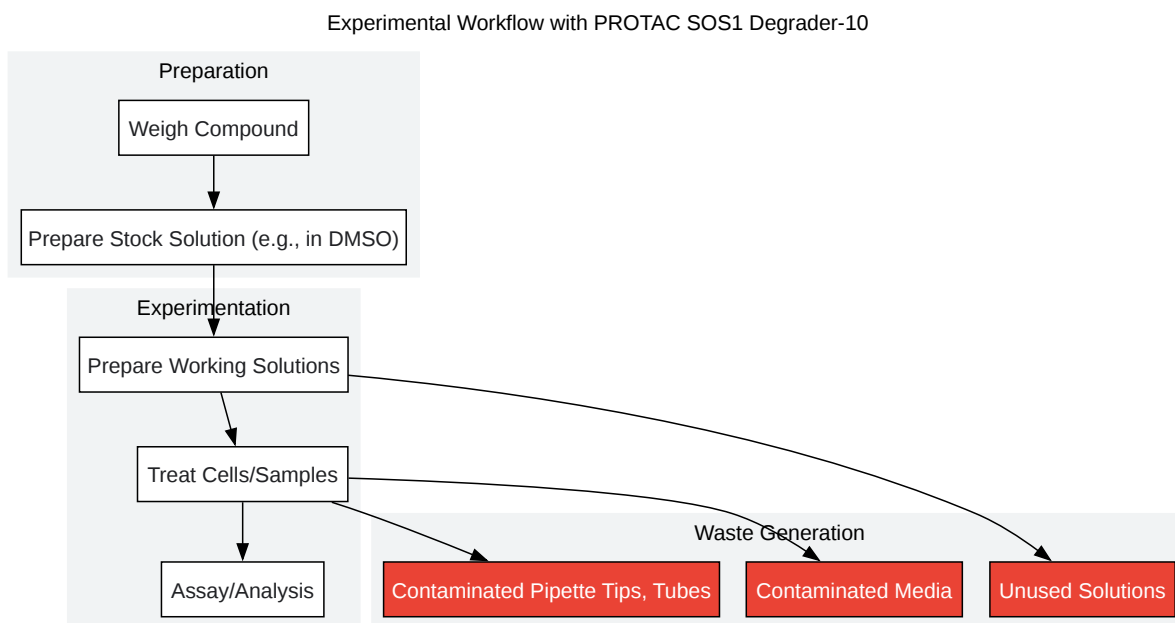 Experimental Workflow with PROTAC SOS1 Degrader-10
Preparation
Weigh Compound
Prepare Stock Solution (e.g., in DMSO)
Experimentation
Prepare Working Solutions
Treat Cells/Samples
Waste Generation
Assay/Analysis
Contaminated Pipette Tips, Tubes
Contaminated Media
Unused Solutions